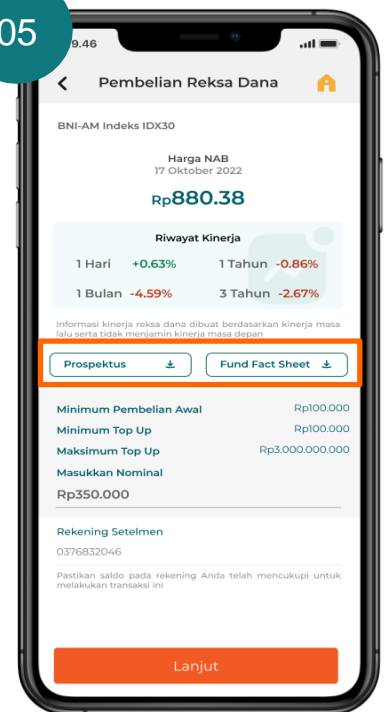 05
9.46
Pembelian Reksa Dana
BNI-AM Indeks IDX30
Harga NAB
17 Oktober 2022
Rp880.38
Riwayat Kinerja
1 Hari +0.63% 1 Tahun -0.86%
1 Bulan -4.59% 3 Tahun -2.67%
Informasi kinerja reksa dana dibuat berdasarkan kinerja masa
lalu serta tidak menjamin kinerja masa depan
Prospektus Fund Fact Sheet
Minimum Pembelian Awal Rp100.000
Minimum Top Up Rp100.000
Maksimum Top Up Rp3.000.000.000
Masukkan Nominal
Rp350.000
Rekening Setelmen
0376832046
Pastikan saldo pada rekening Anda telah mencukupi untuk
melakukan transaksi ini
Lanjut